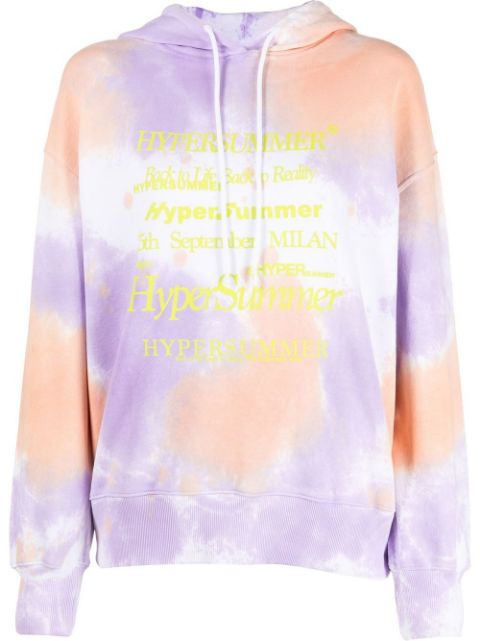 HYPERSUMMER®
Back to Life, Back to Reality
HYPERSUMMER
HyperSummer
5th September MILAN
HYPER
HyperSummer
HYPERSUMMER